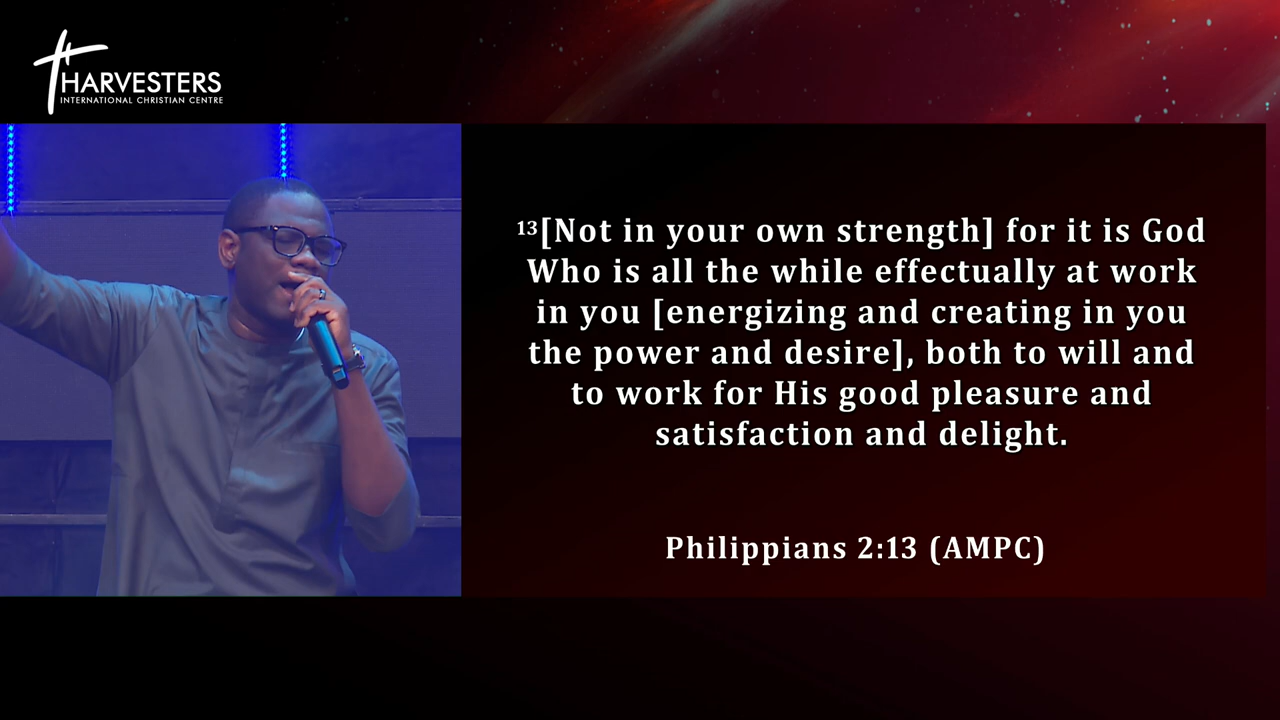 HARVESTERS
INTERNATIONAL CHRISTIAN CENTRE
¹³[Not in your own strength] for it is God
Who is all the while effectually at work
in you [energizing and creating in you
the power and desire], both to will and
to work for His good pleasure and
satisfaction and delight.
Philippians 2:13 (AMPC)